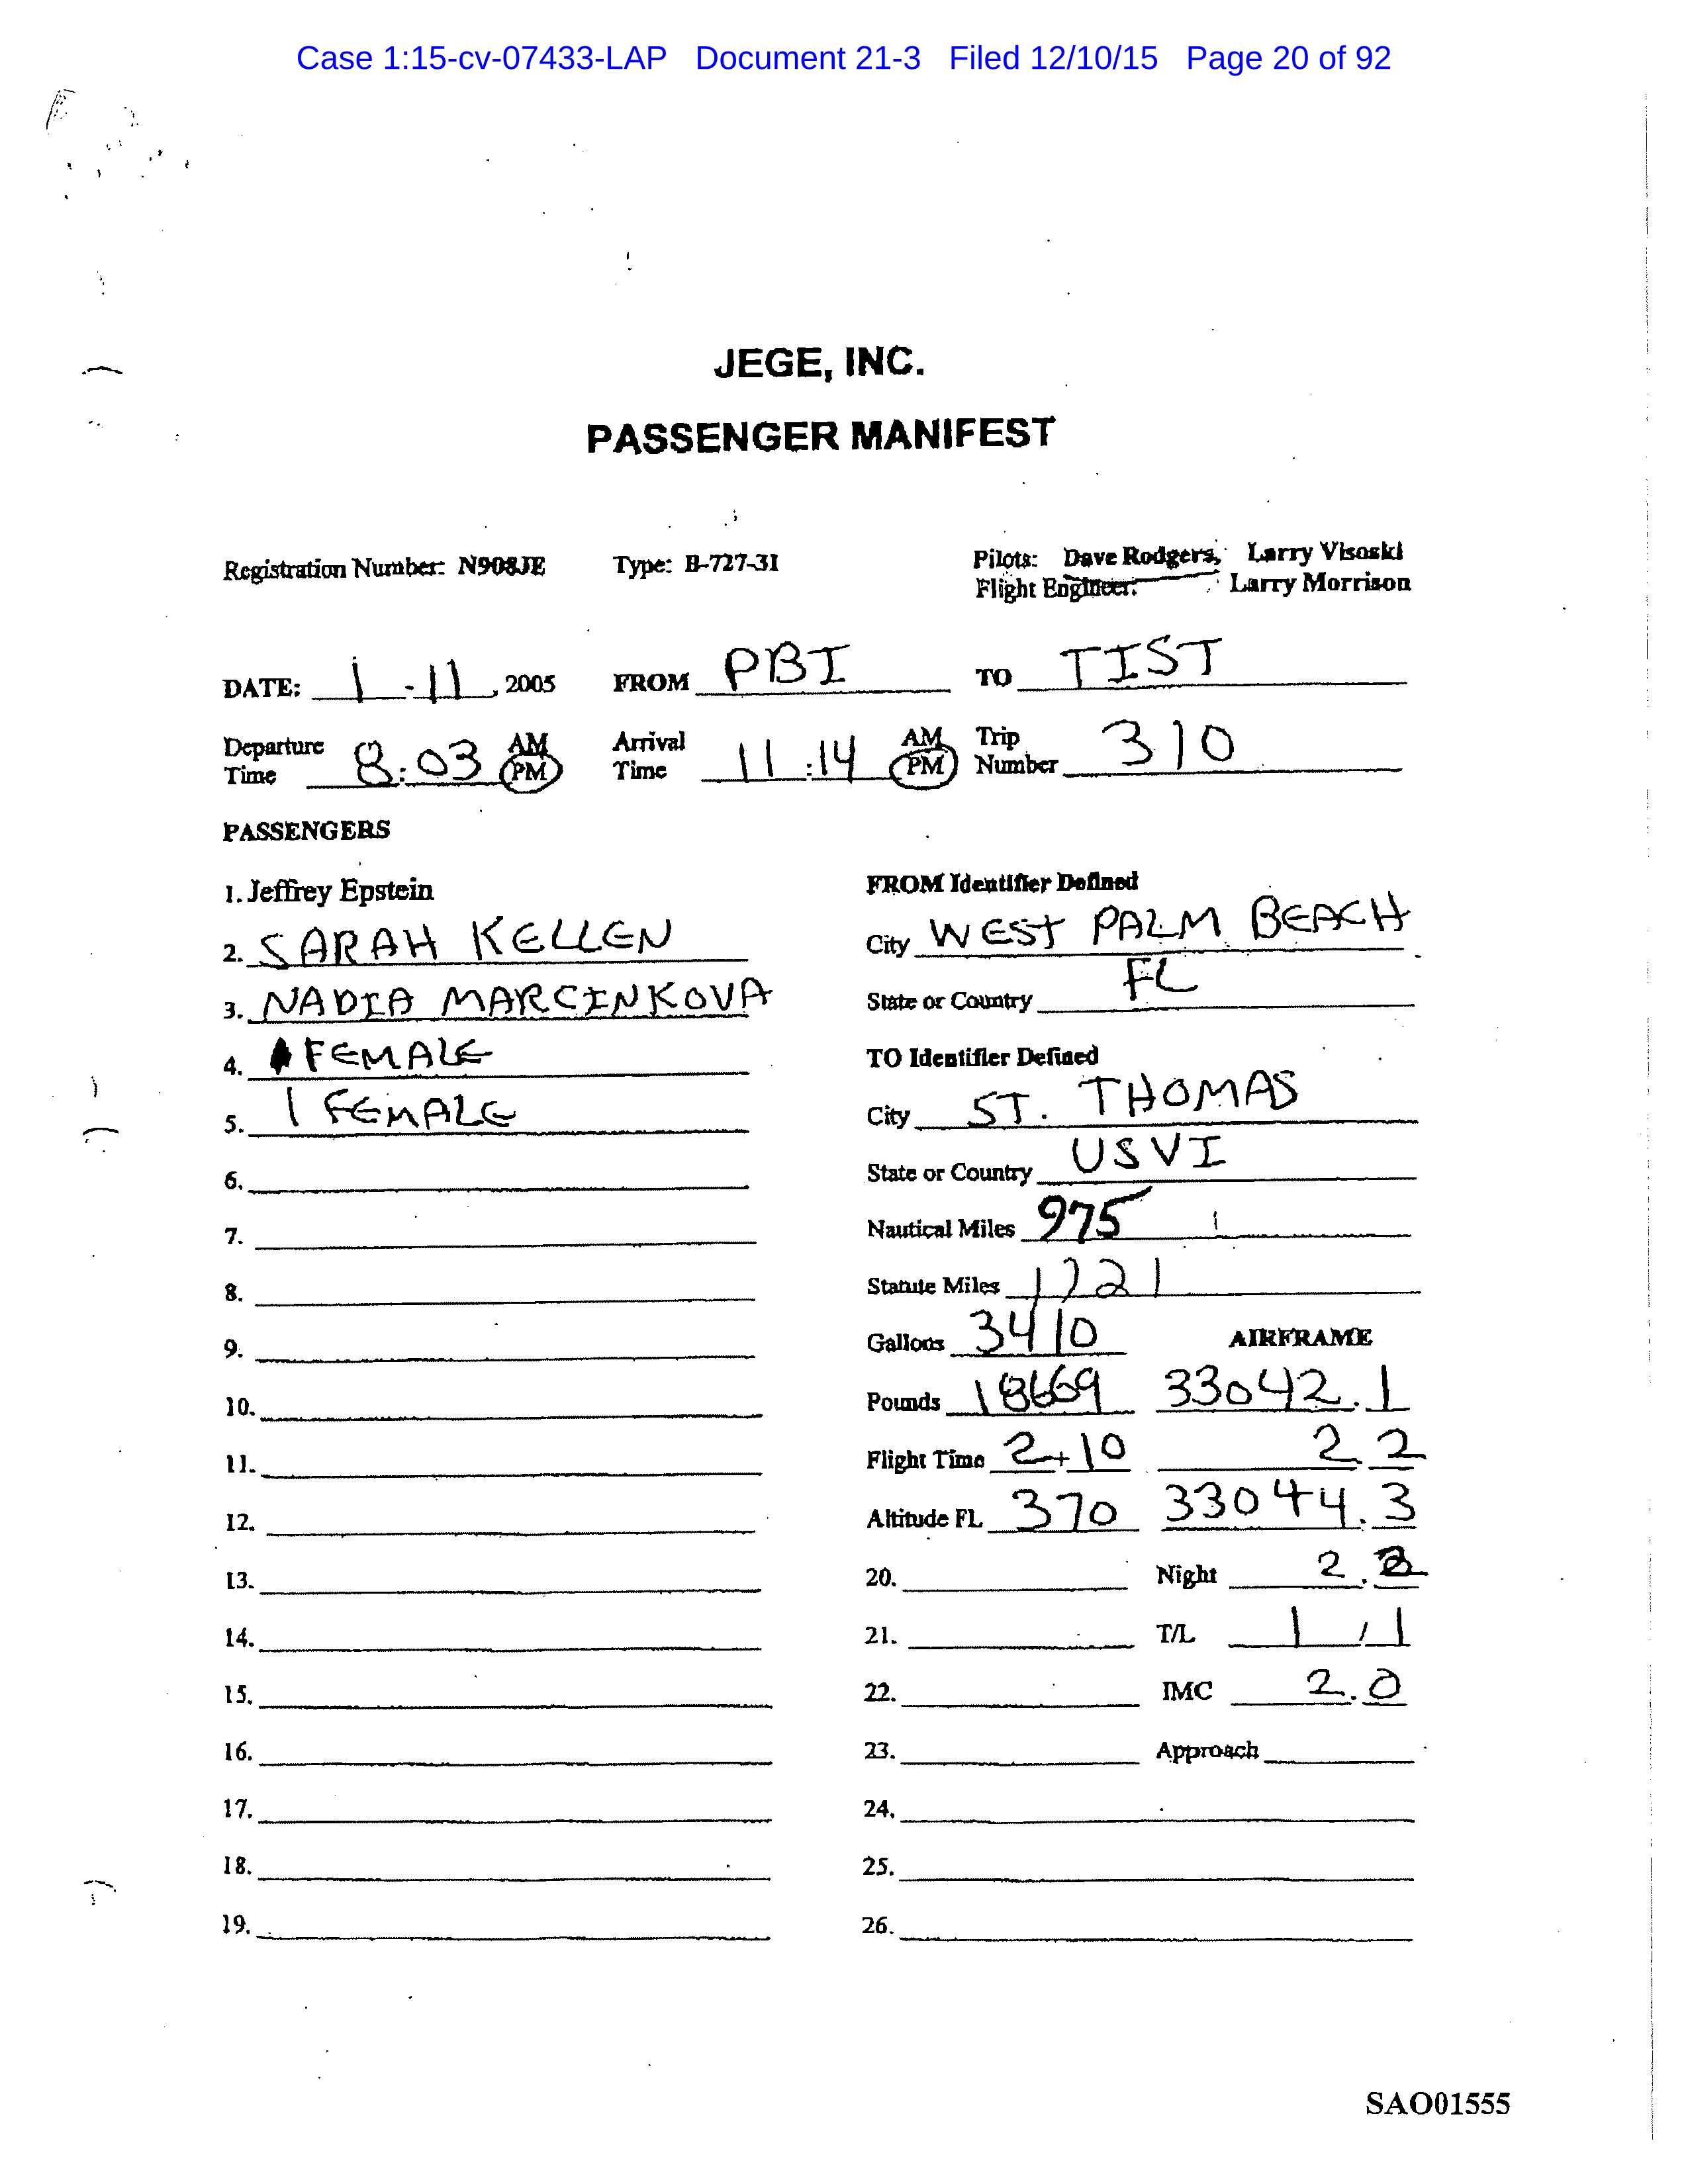 Case 1:15-cv-07433-LAP Document 21-3 Filed 12/10/15 Page 20 of 92
JEGE, INC.
PASSENGER MANIFEST
Registration Number: N908JE Type: B-727-31 Pilots: Dave Rodgers, Larry Visoski
Flight Engineer: Larry Morrison
DATE: 1-11, 2005 FROM PBI TO TIST
Departure Time 8:03 AM PM Arrival Time 11:14 AM PM Trip Number 310
PASSENGERS
1. Jeffrey Epstein
2. SARAH KELLEN
3. NADIA MARCINKOVA
4. FEMALE
5. 1 FEMALE
6.
7.
8.
9.
10.
11.
12.
13.
14.
15.
16.
17.
18.
19.
FROM Identifier Defined
City WEST PALM BEACH
State or Country FL
TO Identifier Defined
City ST. THOMAS
State or Country USVI
Nautical Miles 975
Statute Miles 1721
Gallons 3410 AIRFRAME
Pounds 18669 33042.1
Flight Time 2+10 2 2
Altitude FL 370 33044.3
20. Night 2.2
21. T/L 1 / 1
22. IMC 2.0
23. Approach
24.
25.
26.
SAO01555